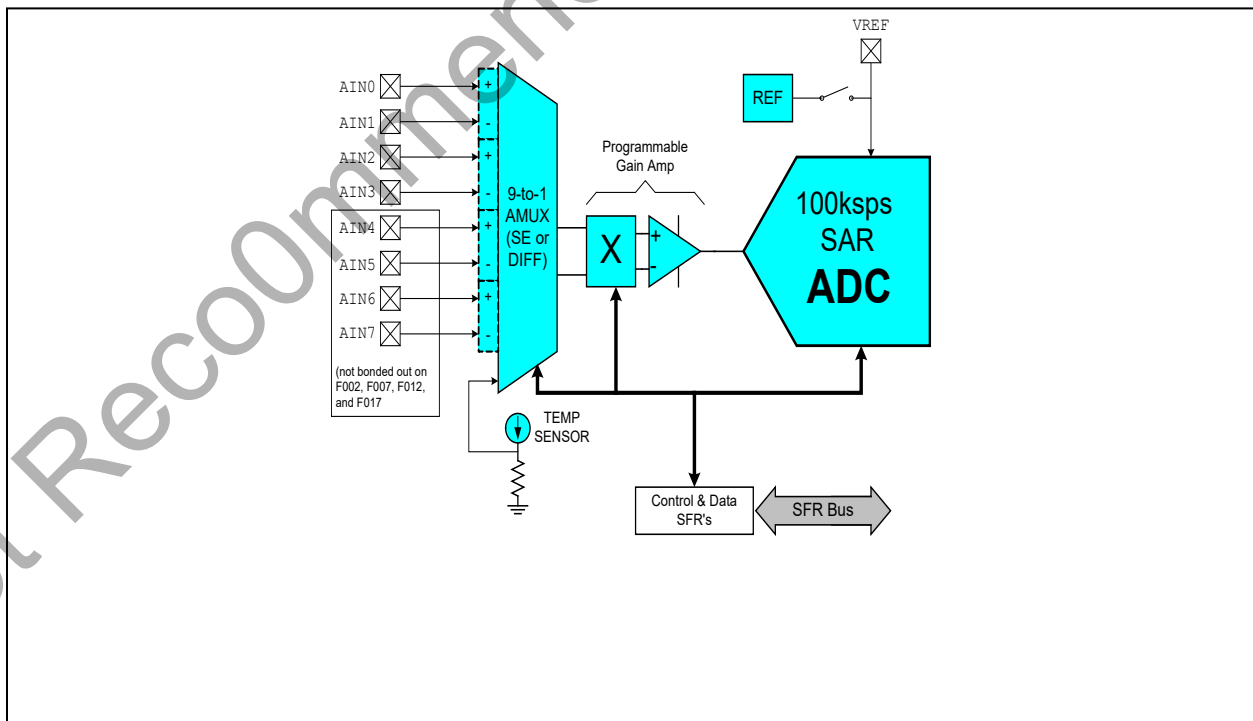 VREF
AIN0
AIN1
AIN2
AIN3
AIN4
AIN5
AIN6
AIN7
(not bonded out on
F002, F007, F012,
and F017
+
-
+
-
+
-
+
-
9-to-1
AMUX
(SE or
DIFF)
Programmable
Gain Amp
X
+
-
REF
100ksps
SAR
ADC
TEMP
SENSOR
Control & Data
SFR's
SFR Bus
Reco0mmen